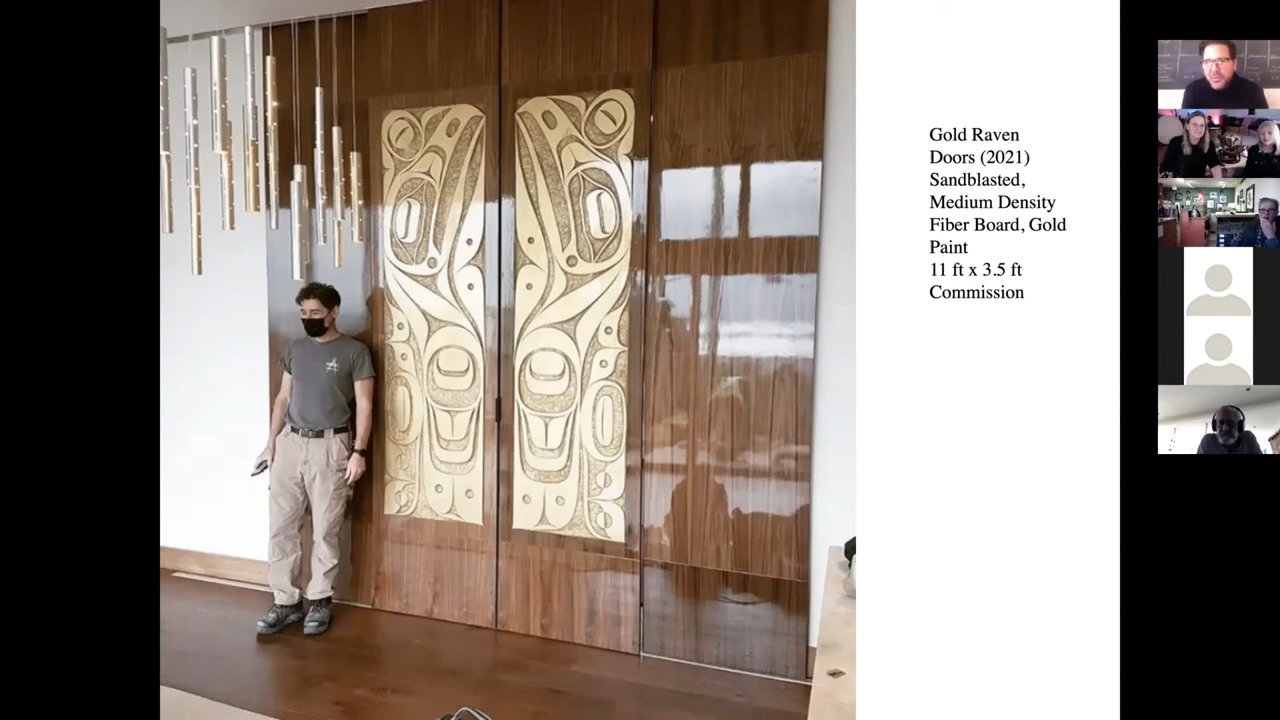 Gold Raven
Doors (2021)
Sandblasted,
Medium Density
Fiber Board, Gold
Paint
11 ft x 3.5 ft
Commission